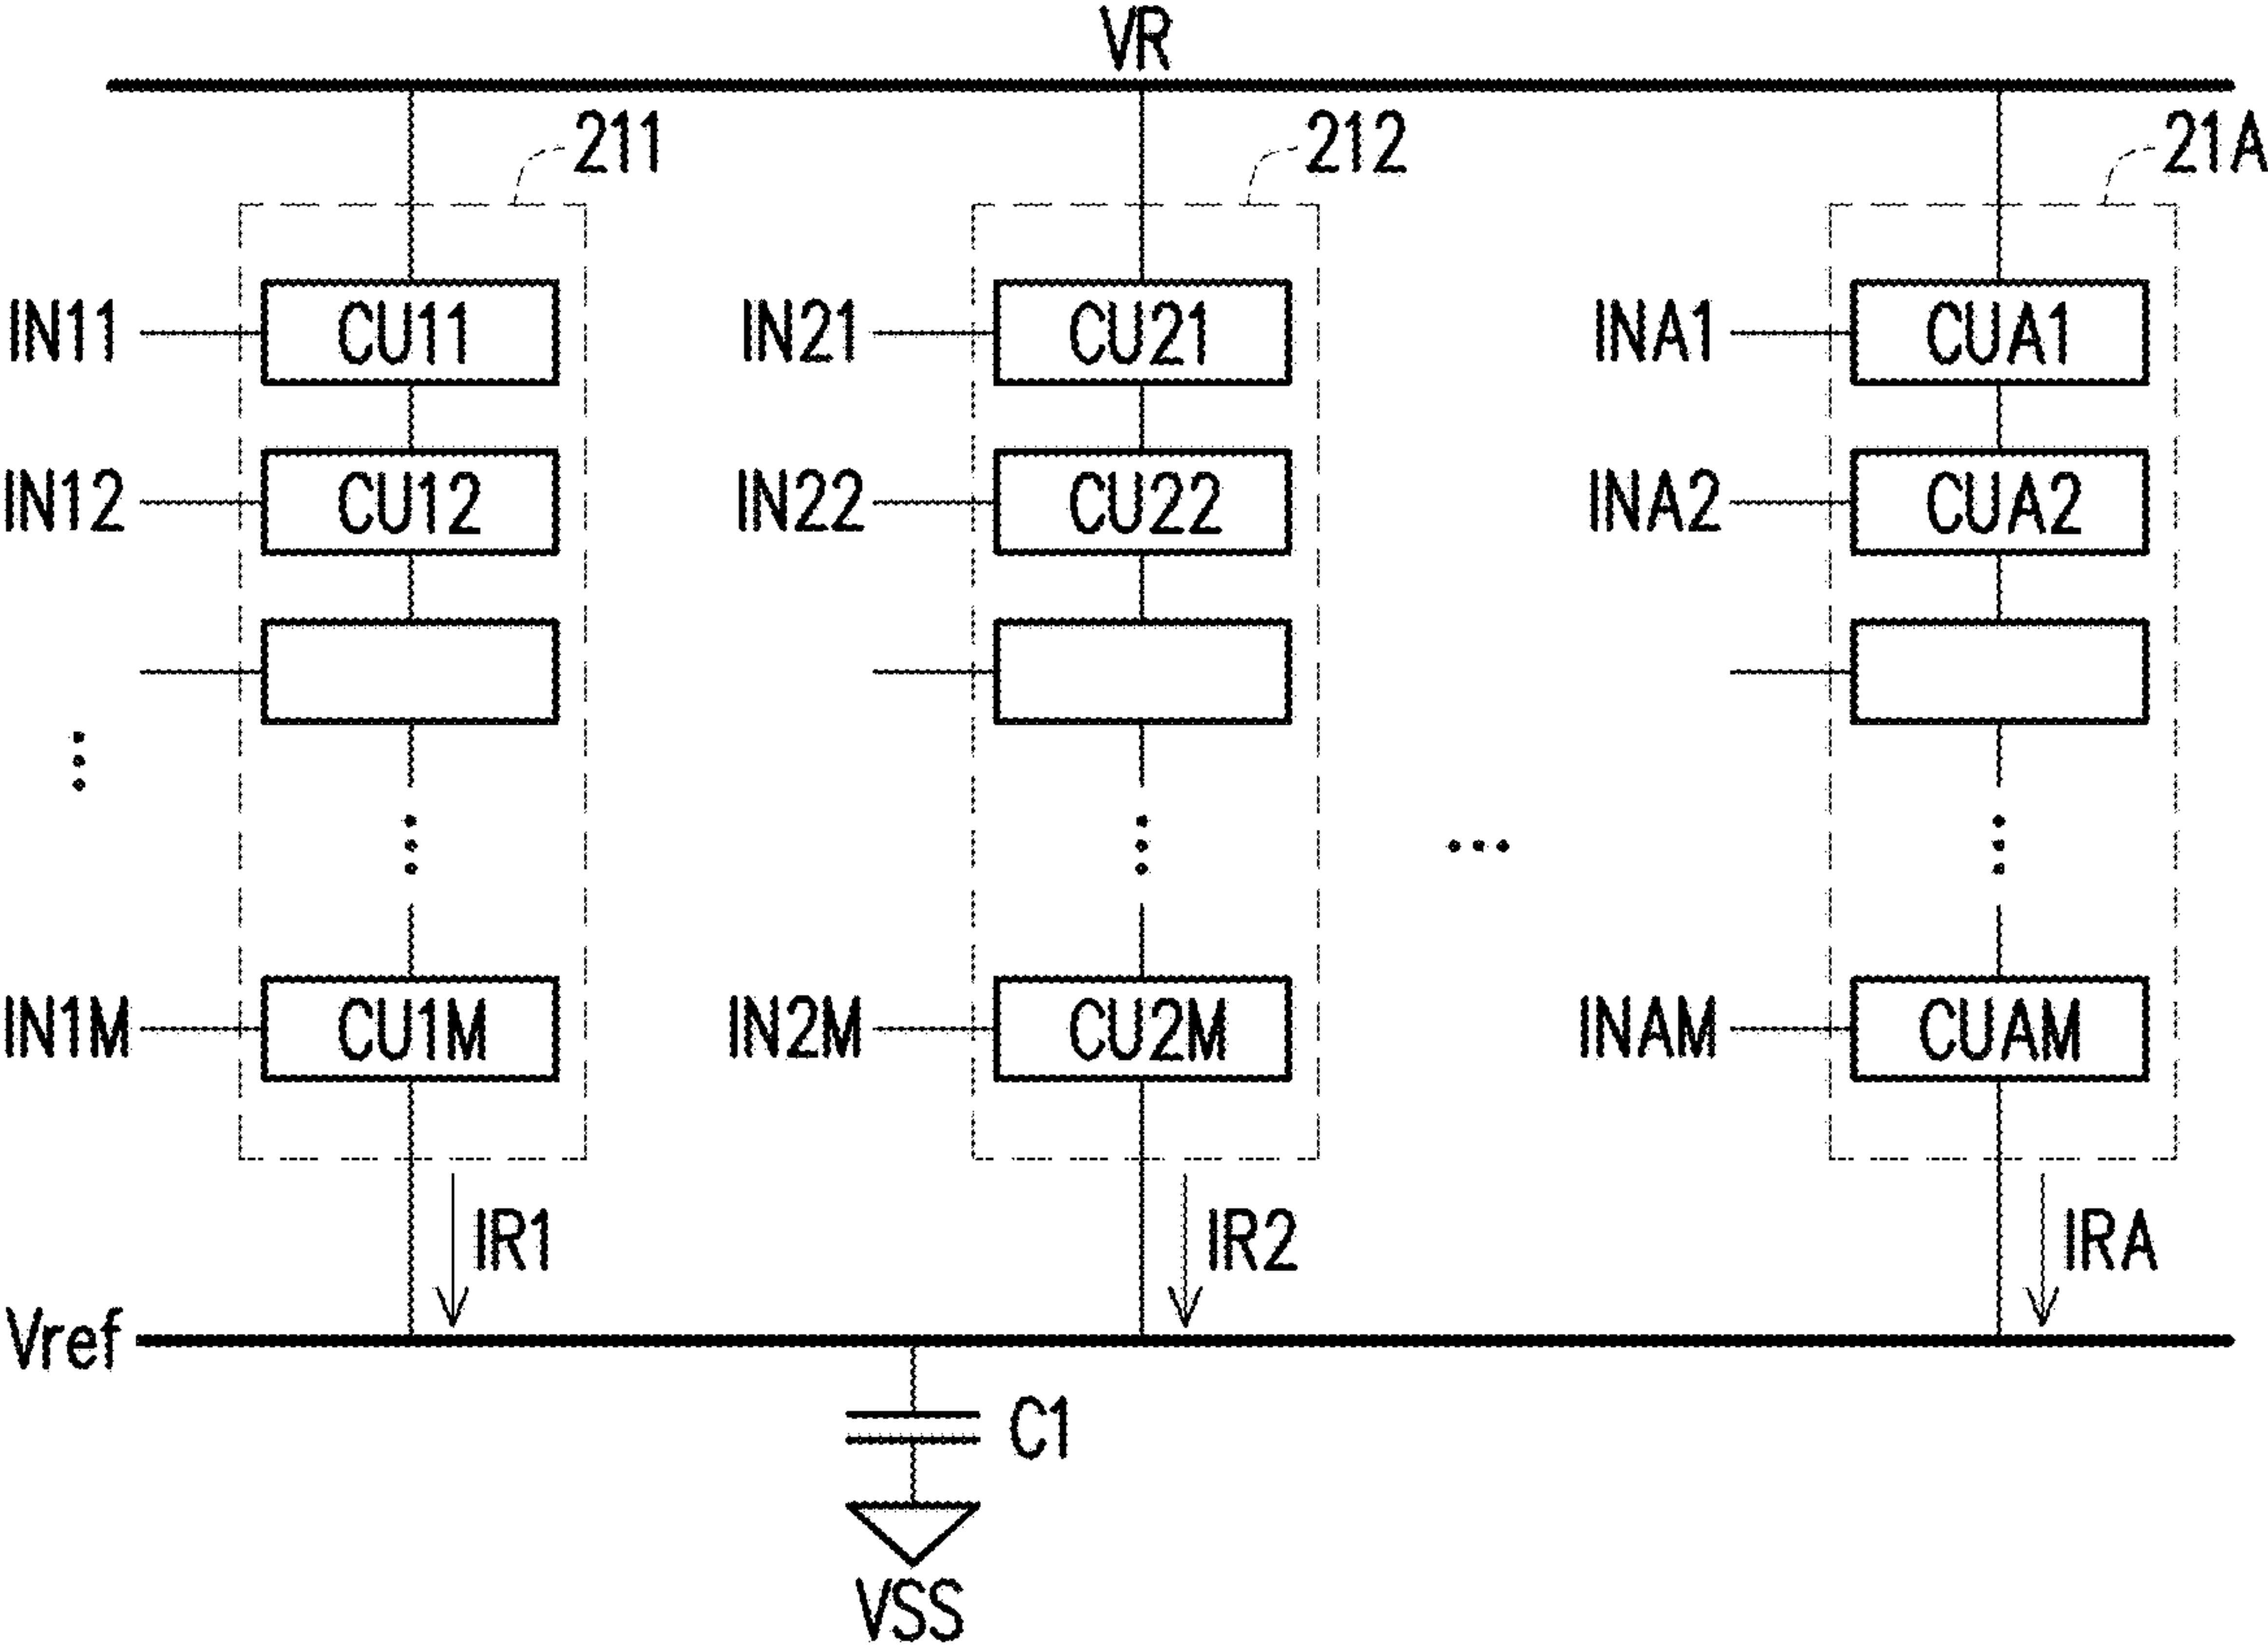 VR
211 212 21A
IN11 CU11 IN21 CU21 INA1 CUA1
IN12 CU12 IN22 CU22 INA2 CUA2
IN1M CU1M IN2M CU2M INAM CUAM
IR1 IR2 IRA
Vref
C1
VSS